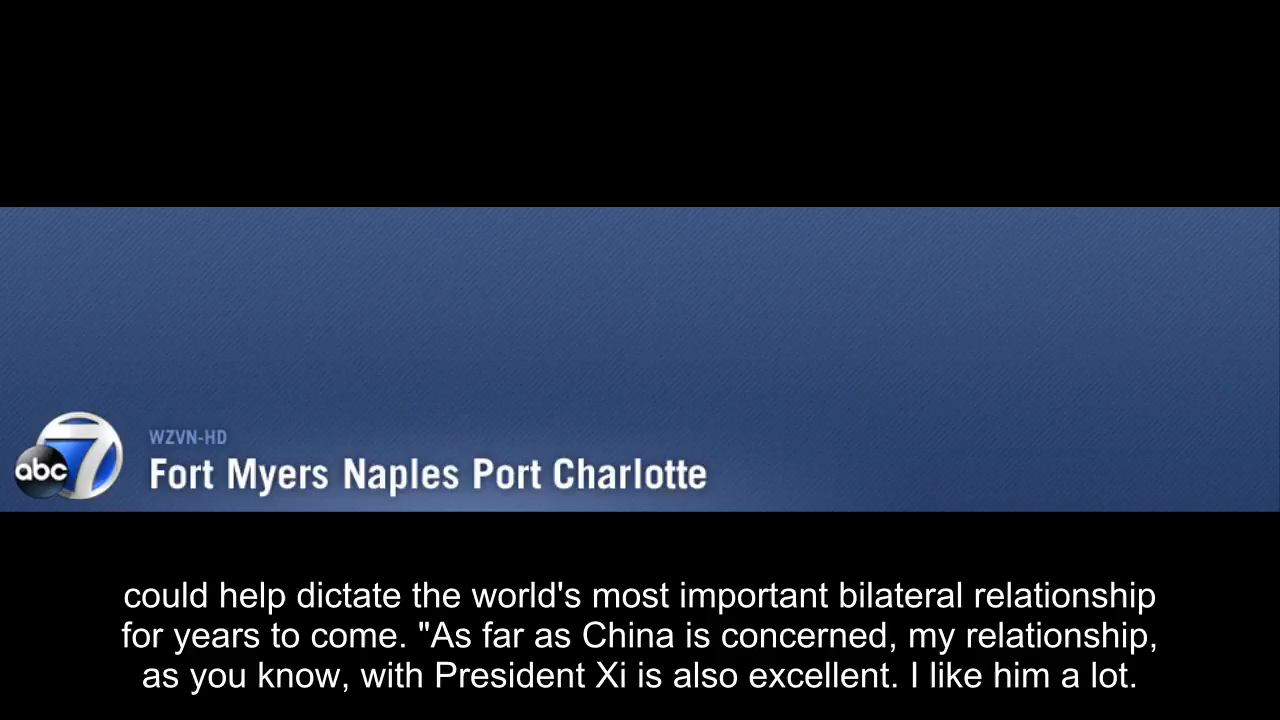 7
abc
WZVN-HD
Fort Myers Naples Port Charlotte
could help dictate the world's most important bilateral relationship
for years to come. "As far as China is concerned, my relationship,
as you know, with President Xi is also excellent. I like him a lot.